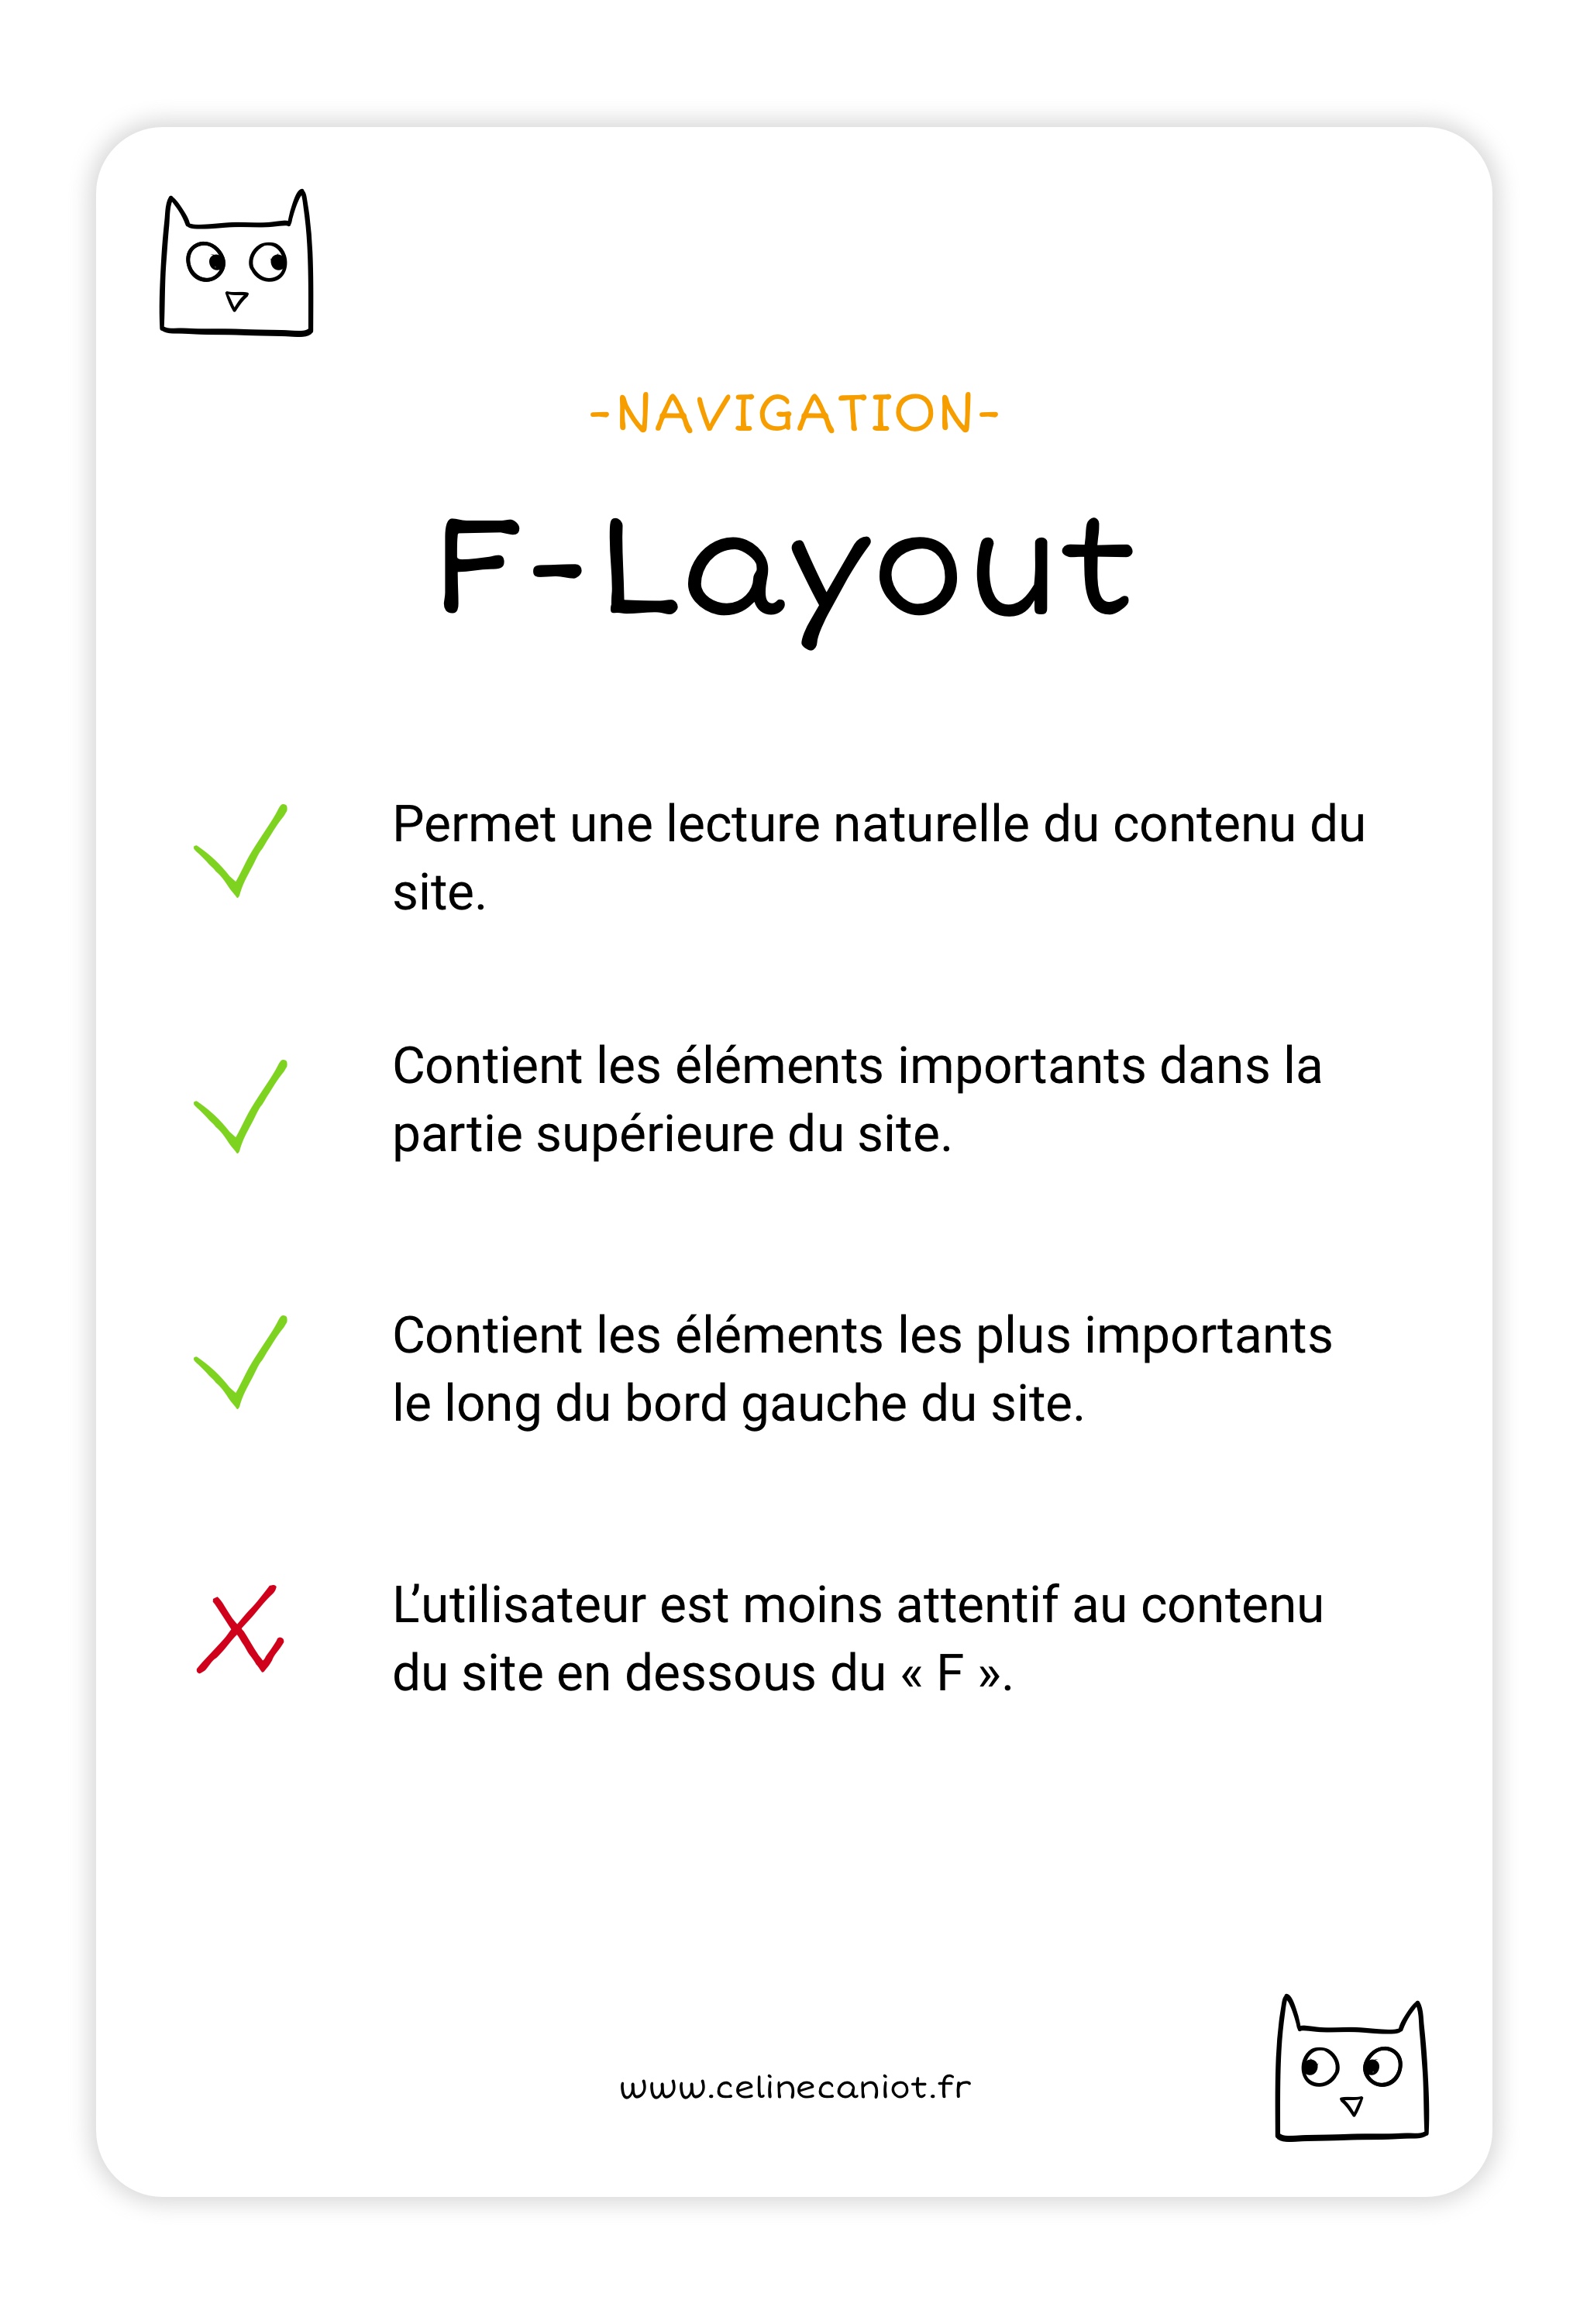 -NAVIGATION-
F-Layout
Permet une lecture naturelle du contenu du
site.
Contient les éléments importants dans la
partie supérieure du site.
Contient les éléments les plus importants
le long du bord gauche du site.
L’utilisateur est moins attentif au contenu
du site en dessous du « F ».
www.celinecaniot.fr